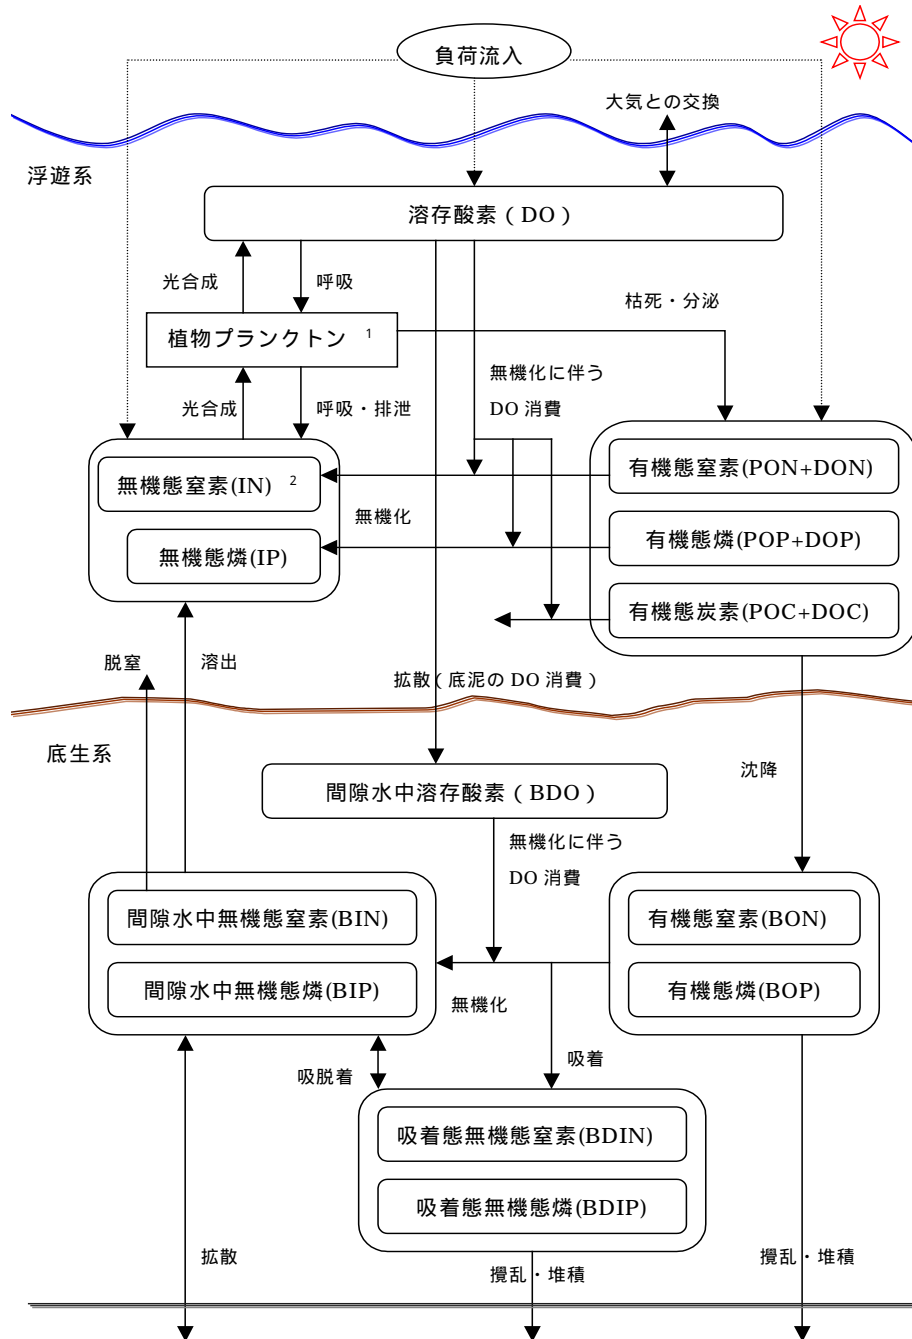 負荷流入
大気との交換
浮遊系
溶存酸素（DO）
光合成
呼吸
枯死・分泌
植物プランクトン 1
無機化に伴う
DO 消費
光合成
呼吸・排泄
無機態窒素(IN) 2
有機態窒素(PON+DON)
無機化
無機態燐(IP)
有機態燐(POP+DOP)
有機態炭素(POC+DOC)
脱窒
溶出
拡散（底泥の DO 消費）
底生系
沈降
間隙水中溶存酸素（BDO）
無機化に伴う
DO 消費
間隙水中無機態窒素(BIN)
有機態窒素(BON)
間隙水中無機態燐(BIP)
有機態燐(BOP)
無機化
吸着
吸脱着
吸着態無機態窒素(BDIN)
吸着態無機態燐(BDIP)
拡散
攪乱・堆積
攪乱・堆積